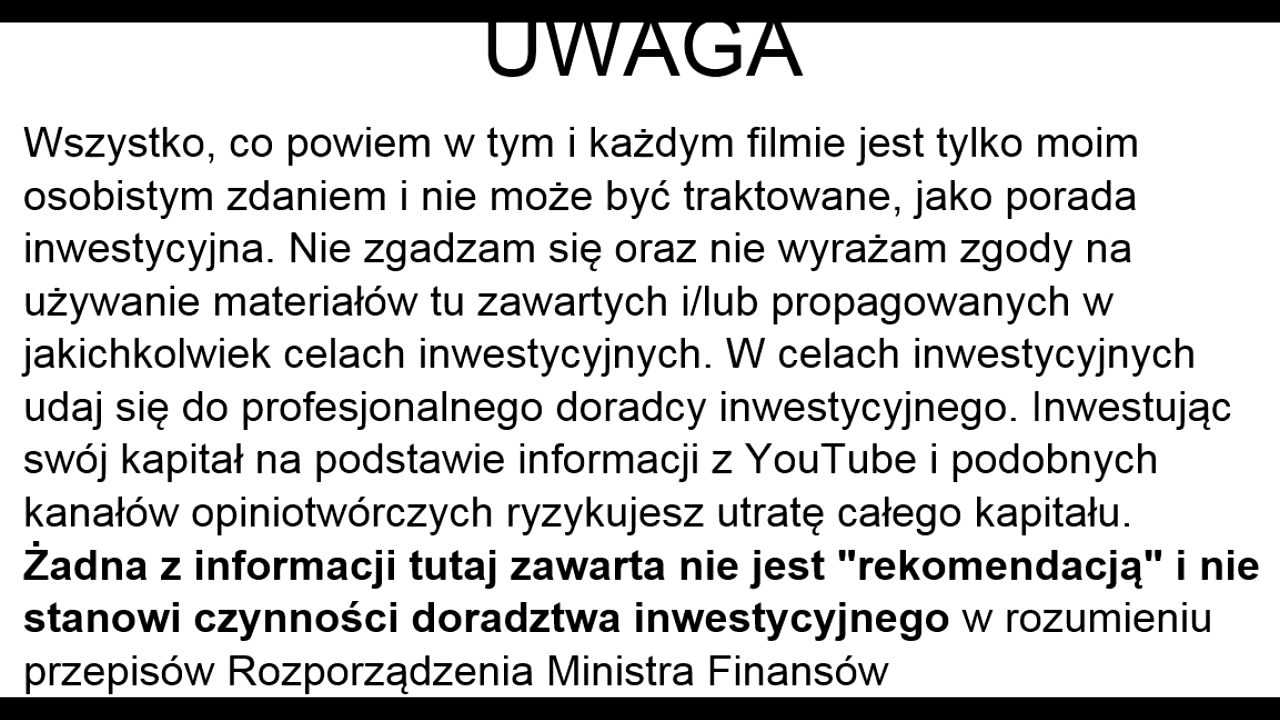 UWAGA
Wszystko, co powiem w tym i każdym filmie jest tylko moim
osobistym zdaniem i nie może być traktowane, jako porada
inwestycyjna. Nie zgadzam się oraz nie wyrażam zgody na
używanie materiałów tu zawartych i/lub propagowanych w
jakichkolwiek celach inwestycyjnych. W celach inwestycyjnych
udaj się do profesjonalnego doradcy inwestycyjnego. Inwestując
swój kapitał na podstawie informacji z YouTube i podobnych
kanałów opiniotwórczych ryzykujesz utratę całego kapitału.
Żadna z informacji tutaj zawarta nie jest "rekomendacją" i nie
stanowi czynności doradztwa inwestycyjnego w rozumieniu
przepisów Rozporządzenia Ministra Finansów